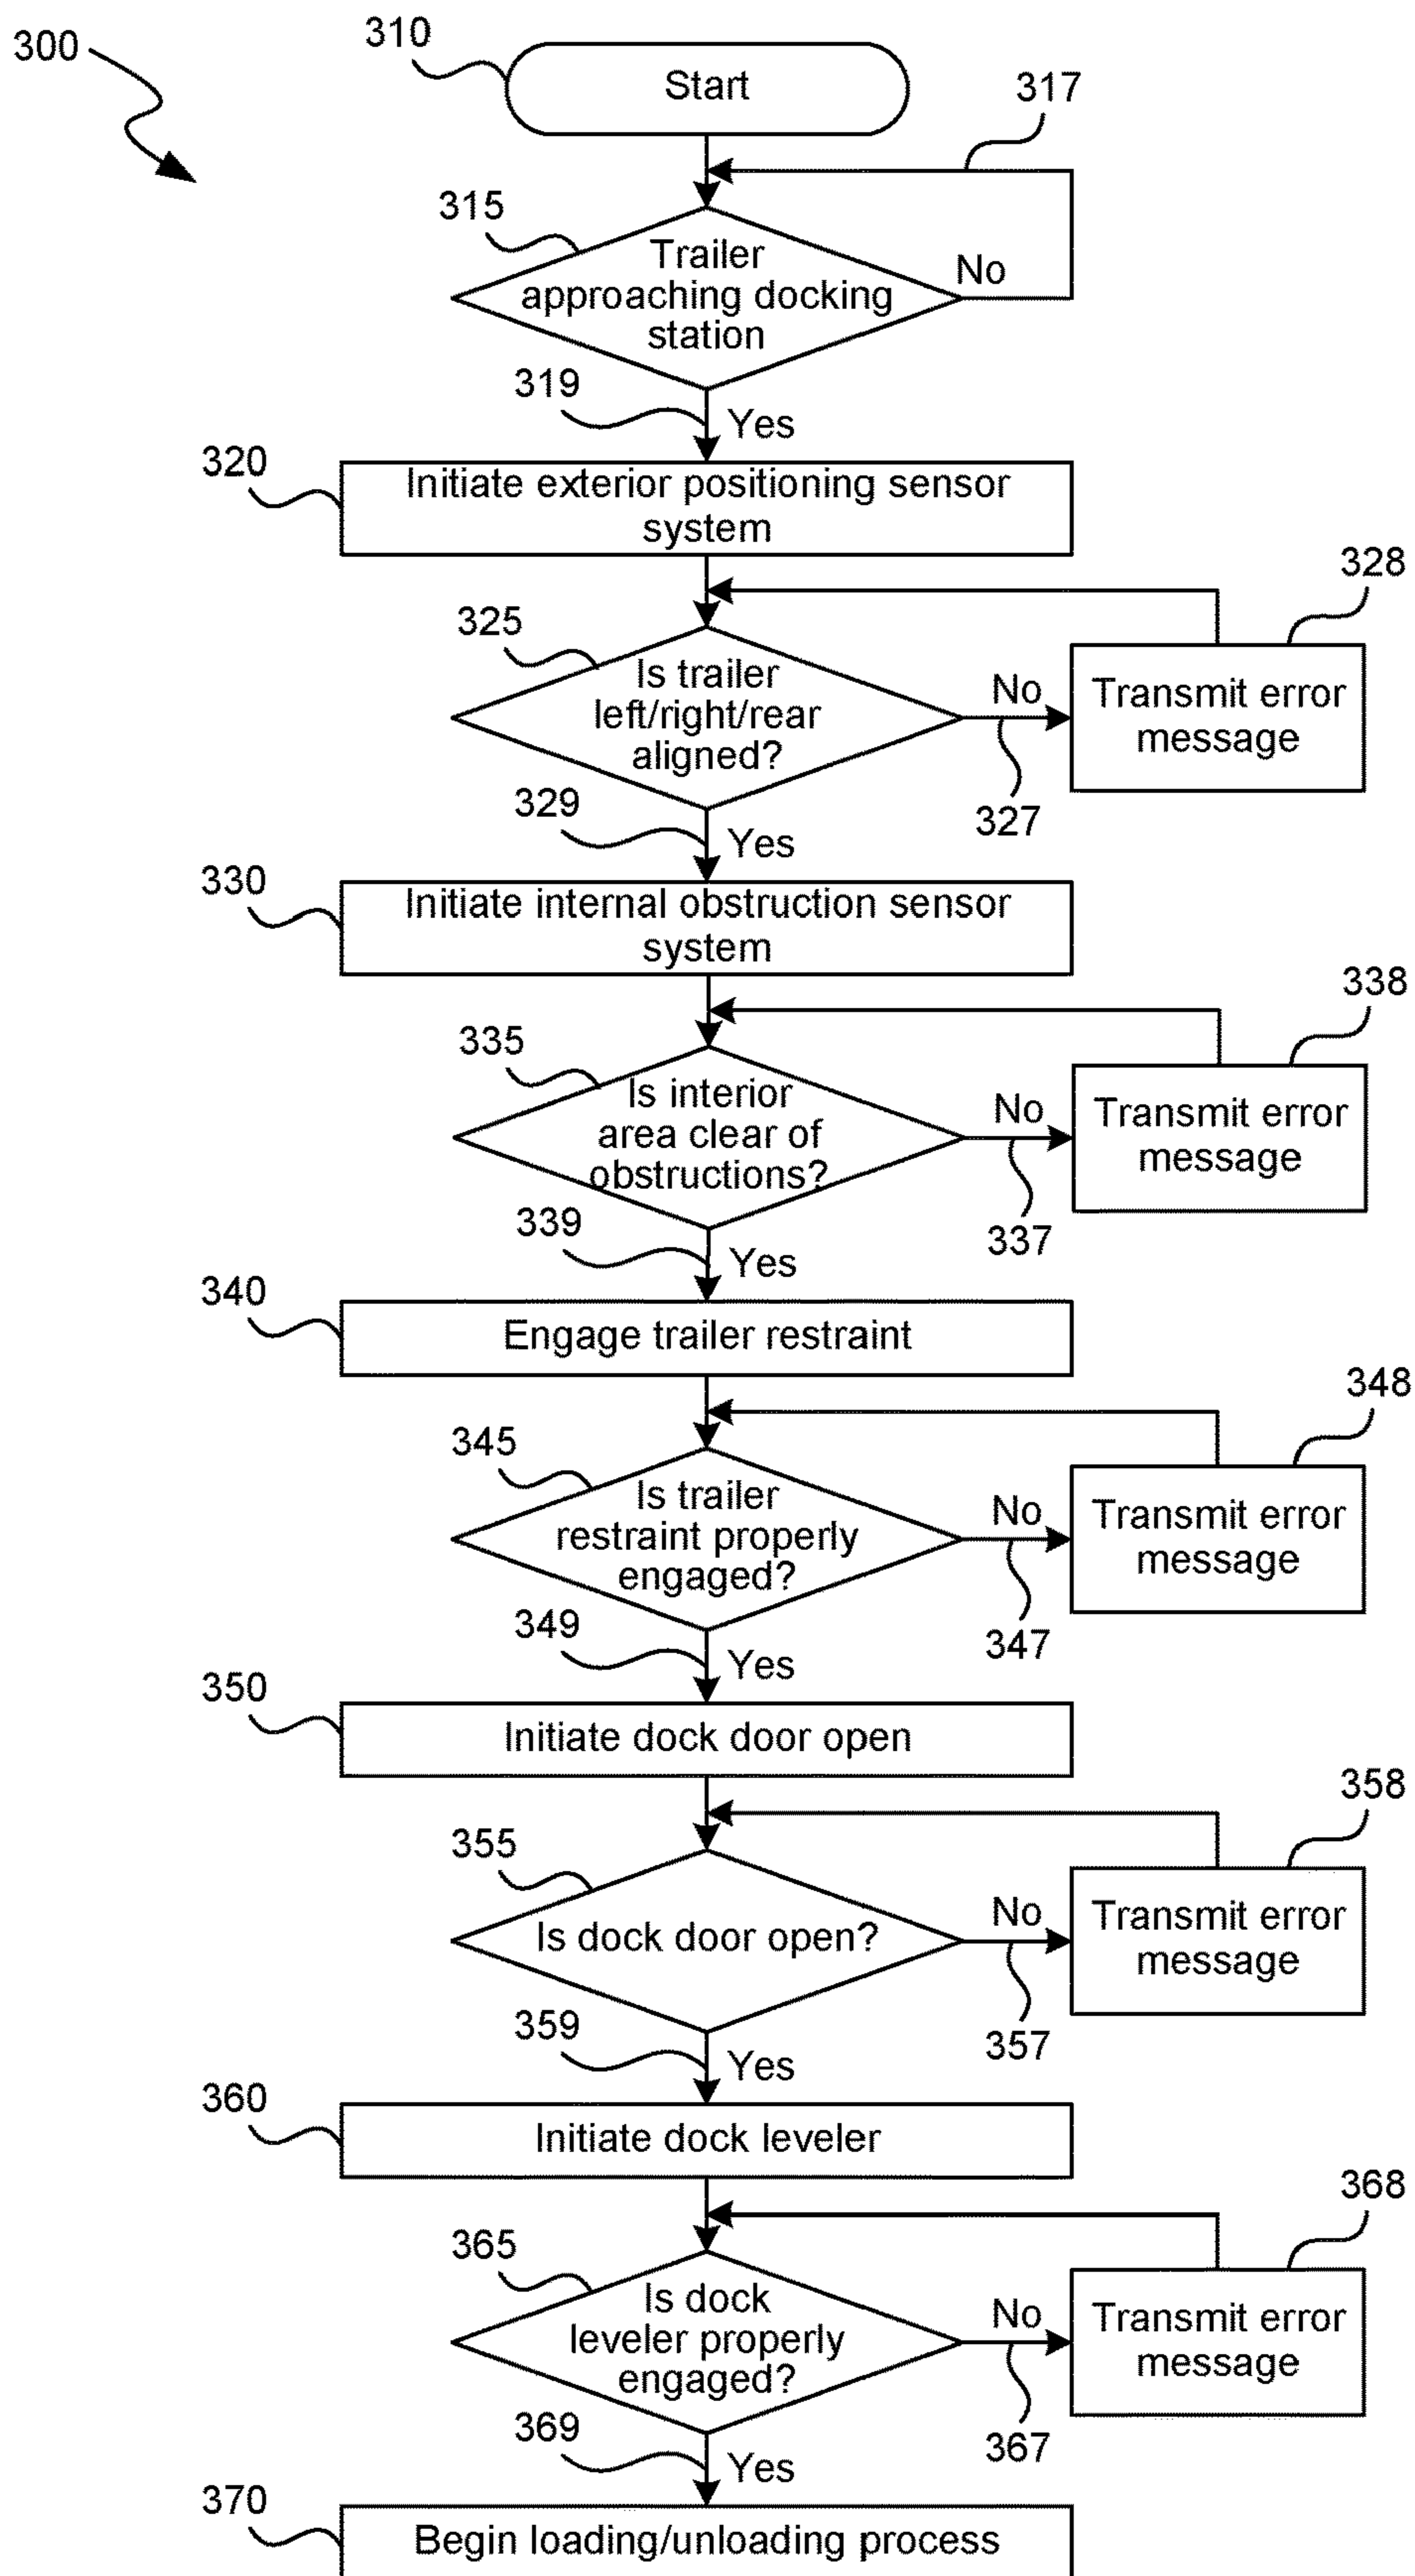 300
310
Start
317
315
Trailer
approaching docking
station
No
319
Yes
320
Initiate exterior positioning sensor
system
328
325
Is trailer
left/right/rear
aligned?
No
Transmit error
message
327
329
Yes
330
Initiate internal obstruction sensor
system
338
335
Is interior
area clear of
obstructions?
No
Transmit error
message
337
339
Yes
340
Engage trailer restraint
348
345
Is trailer
restraint properly
engaged?
No
Transmit error
message
347
349
Yes
350
Initiate dock door open
358
355
Is dock door open?
No
Transmit error
message
357
359
Yes
360
Initiate dock leveler
368
365
Is dock
leveler properly
engaged?
No
Transmit error
message
367
369
Yes
370
Begin loading/unloading process